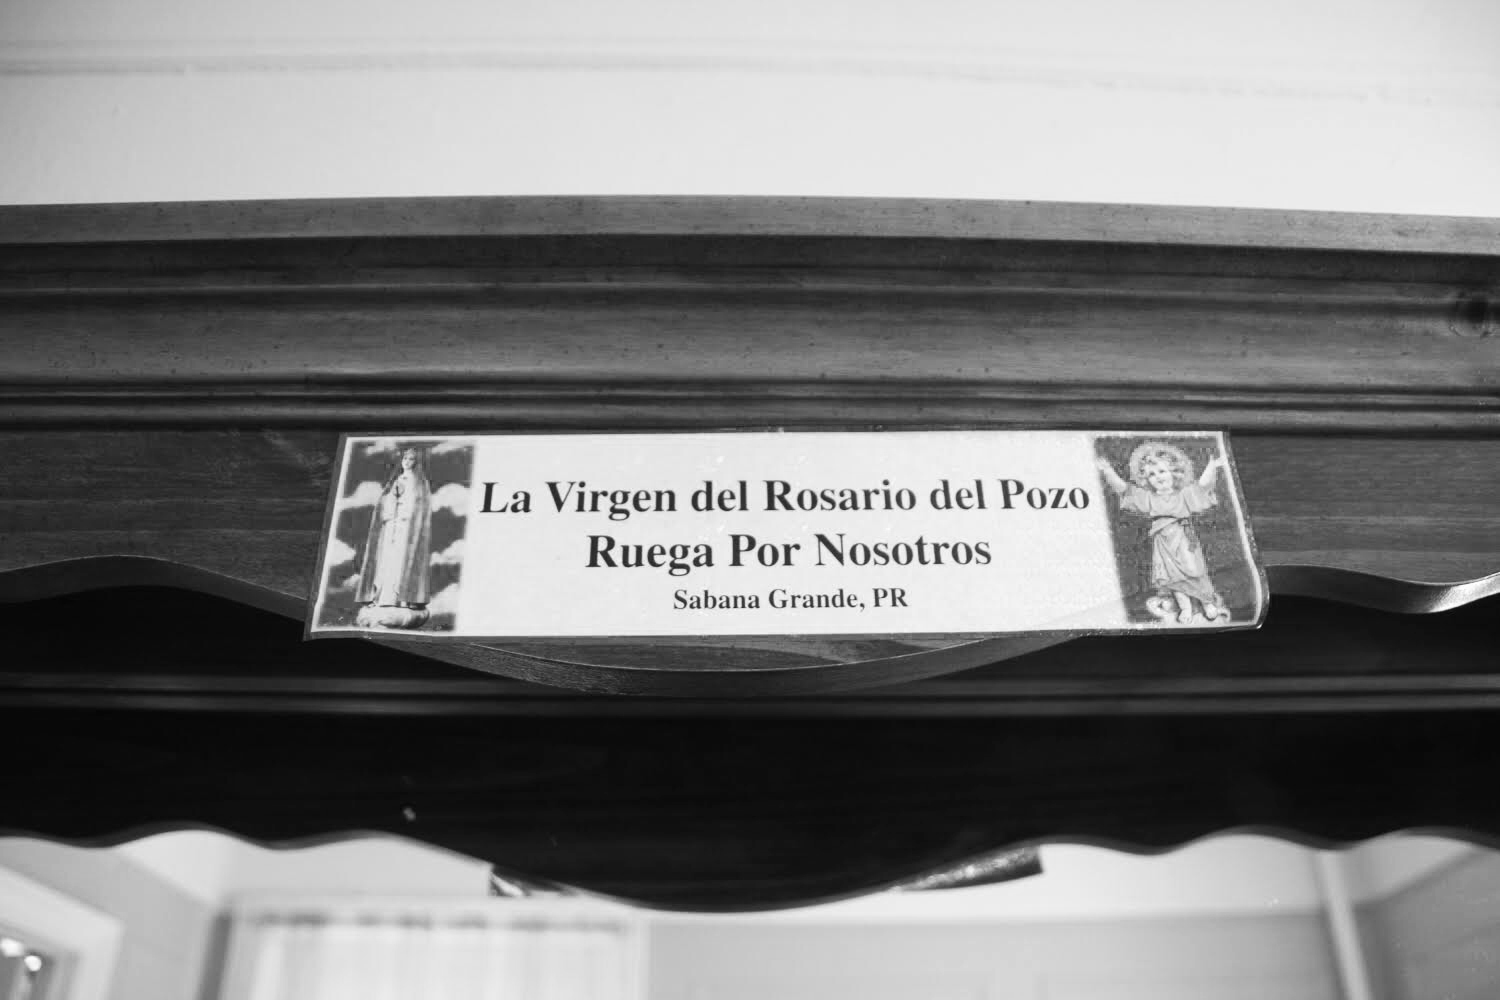 La Virgen del Rosario del Pozo
Ruega Por Nosotros
Sabana Grande, PR